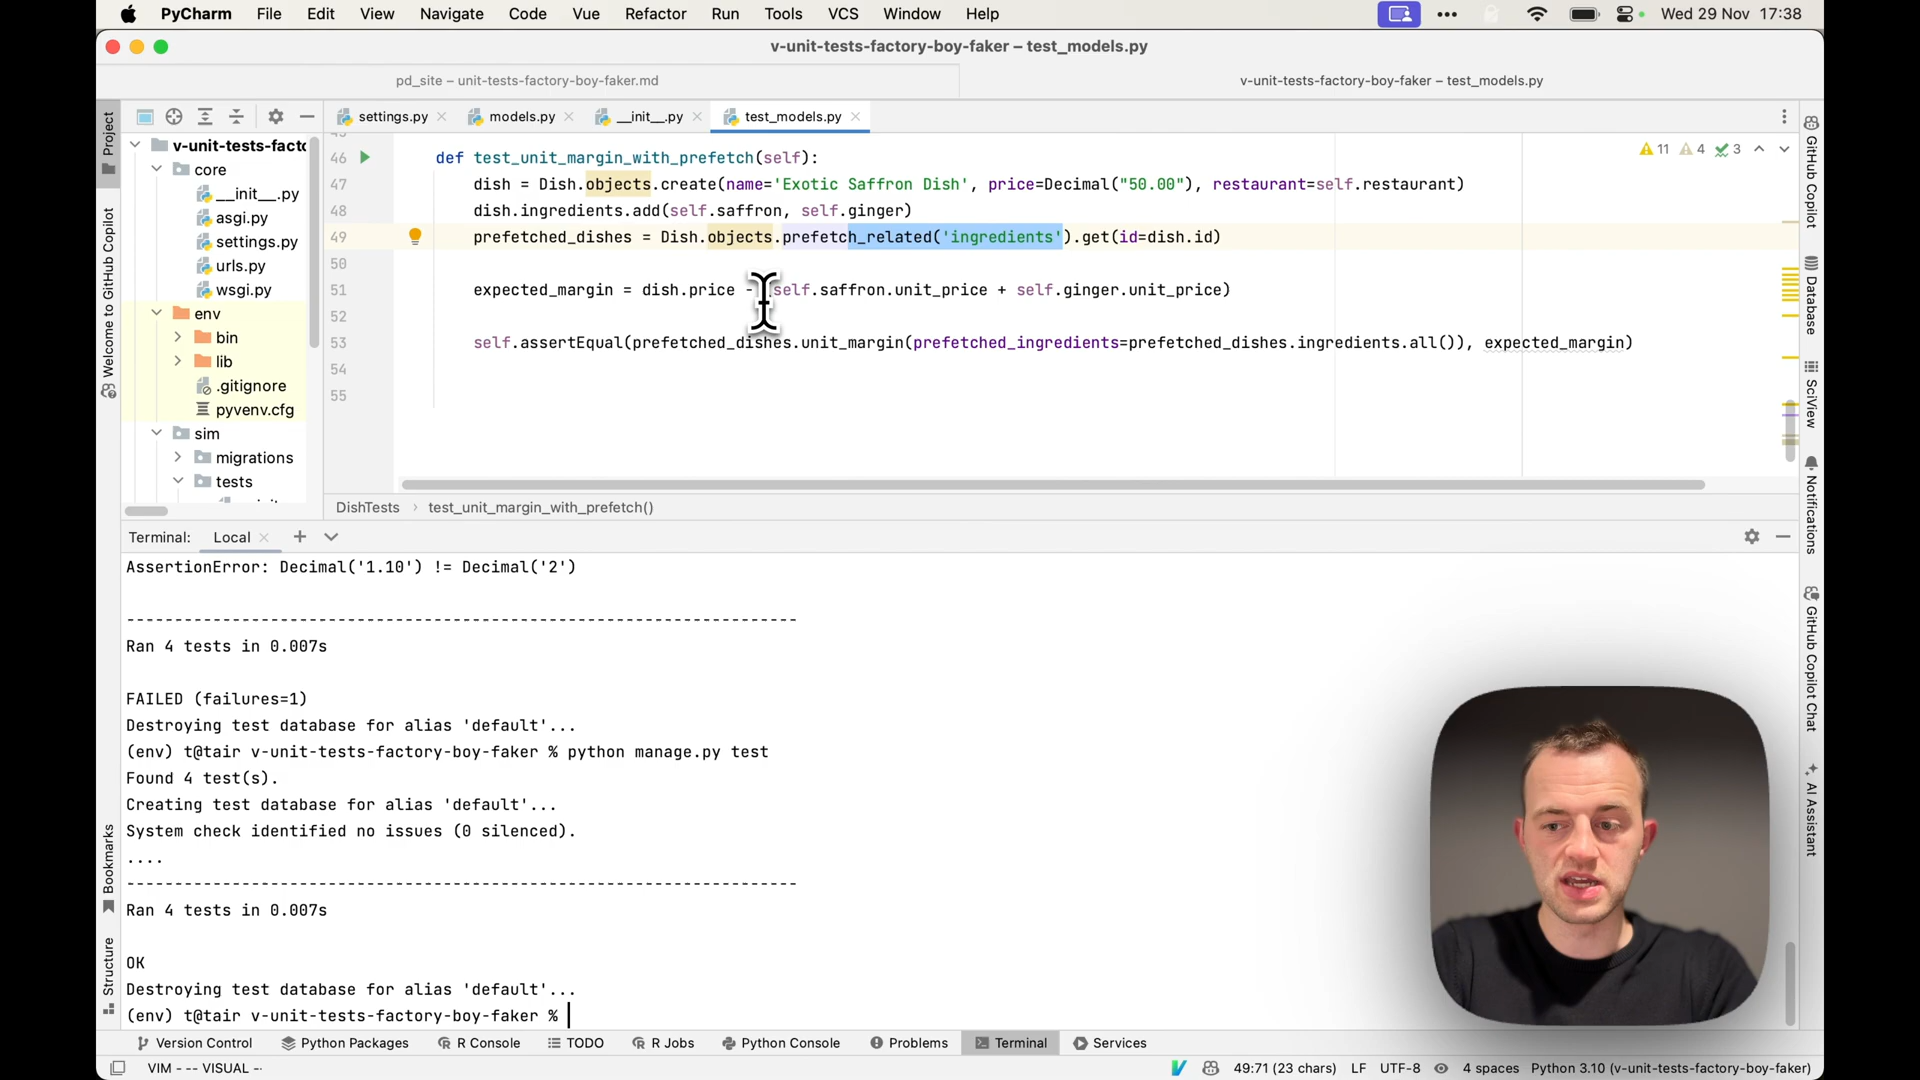 PyCharm File Edit View Navigate Code Vue Refactor Run Tools VCS Window Help Wed 29 Nov 17:38
v-unit-tests-factory-boy-faker – test_models.py
pd_site – unit-tests-factory-boy-faker.md
v-unit-tests-factory-boy-faker – test_models.py
settings.py models.py __init__.py test_models.py
Project
v-unit-tests-facto
core
__init__.py
asgi.py
settings.py
urls.py
wsgi.py
env
bin
lib
.gitignore
pyvenv.cfg
sim
migrations
tests
Welcome to GitHub Copilot
11 4 3
46 def test_unit_margin_with_prefetch(self):
47 dish = Dish.objects.create(name='Exotic Saffron Dish', price=Decimal("50.00"), restaurant=self.restaurant)
48 dish.ingredients.add(self.saffron, self.ginger)
49 prefetched_dishes = Dish.objects.prefetch_related('ingredients').get(id=dish.id)
50
51 expected_margin = dish.price - (self.saffron.unit_price + self.ginger.unit_price)
52
53 self.assertEqual(prefetched_dishes.unit_margin(prefetched_ingredients=prefetched_dishes.ingredients.all()), expected_margin)
54
55
DishTests test_unit_margin_with_prefetch()
GitHub Copilot
Database
SciView
Notifications
GitHub Copilot Chat
AI Assistant
Terminal: Local
AssertionError: Decimal('1.10') != Decimal('2')
----------------------------------------------------------------------
Ran 4 tests in 0.007s
FAILED (failures=1)
Destroying test database for alias 'default'...
(env) t@tair v-unit-tests-factory-boy-faker % python manage.py test
Found 4 test(s).
Creating test database for alias 'default'...
System check identified no issues (0 silenced).
....
----------------------------------------------------------------------
Ran 4 tests in 0.007s
OK
Destroying test database for alias 'default'...
(env) t@tair v-unit-tests-factory-boy-faker %
Bookmarks
Structure
Version Control Python Packages R Console TODO R Jobs Python Console Problems Terminal Services
VIM - -- VISUAL -- 49:71 (23 chars) LF UTF-8 4 spaces Python 3.10 (v-unit-tests-factory-boy-faker)